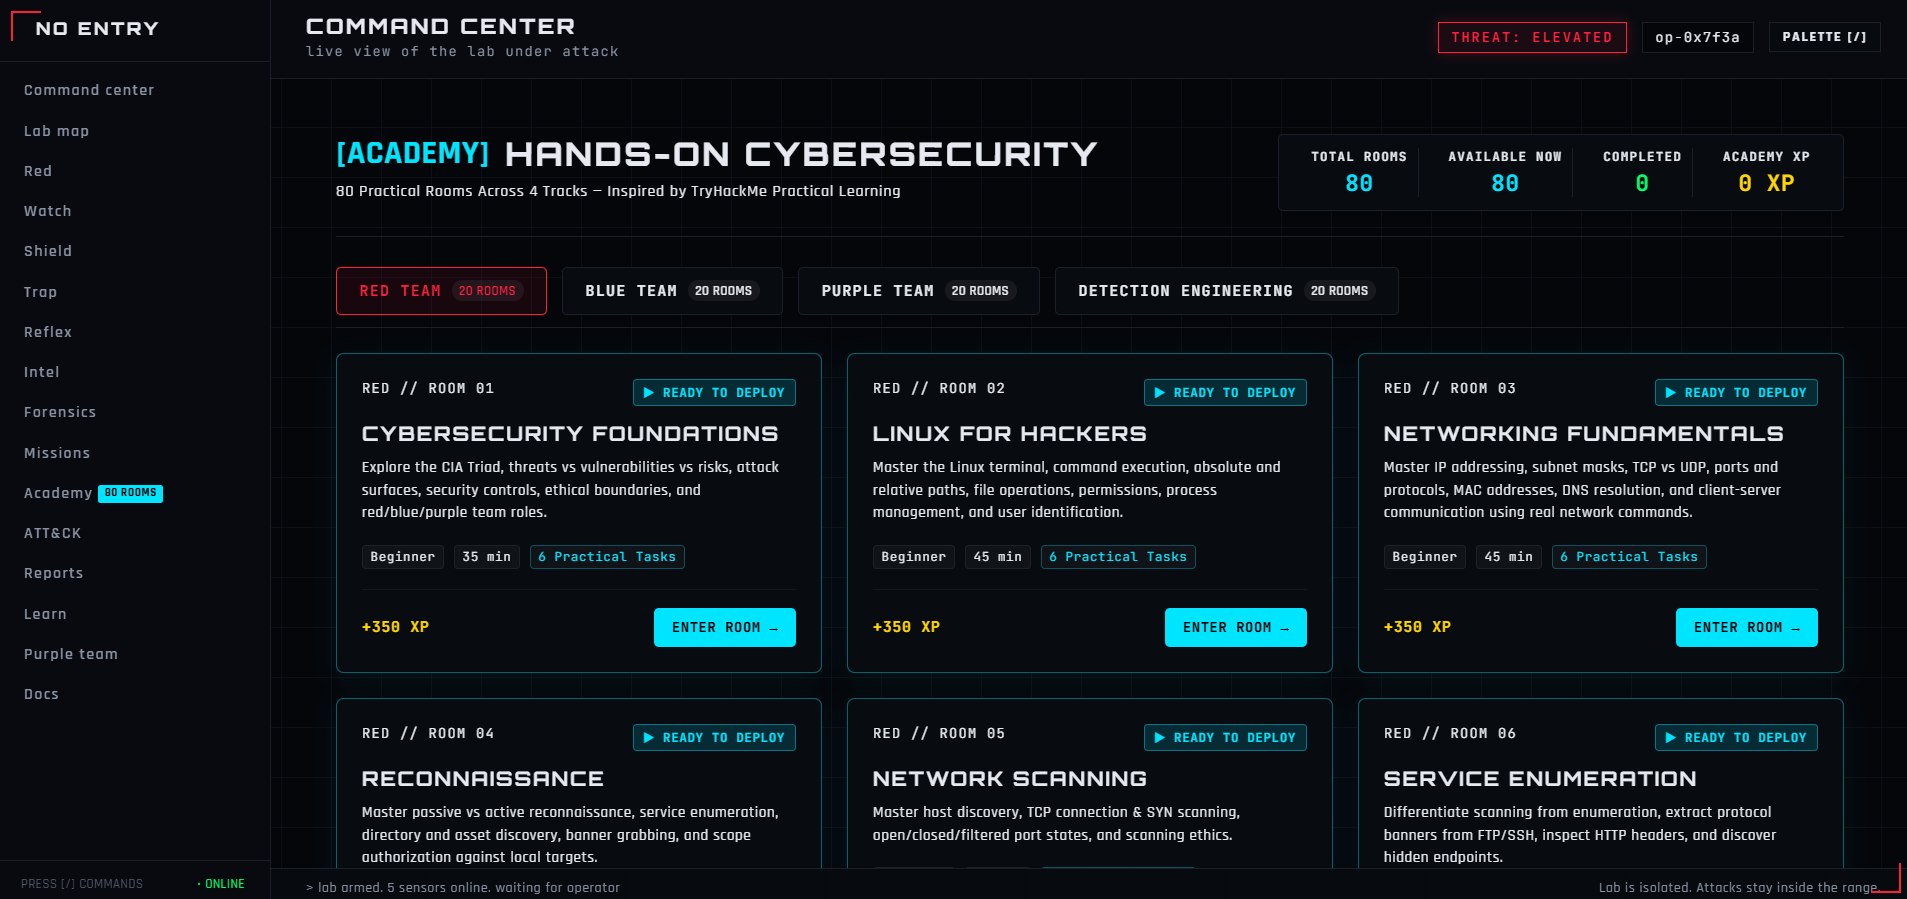 NO ENTRY
Command center
Lab map
Red
Watch
Shield
Trap
Reflex
Intel
Forensics
Missions
Academy 80 ROOMS
ATT&CK
Reports
Learn
Purple team
Docs
PRESS [/] COMMANDS • ONLINE
COMMAND CENTER
live view of the lab under attack
THREAT: ELEVATED op-0x7f3a PALETTE [/]
[ACADEMY] HANDS-ON CYBERSECURITY
80 Practical Rooms Across 4 Tracks — Inspired by TryHackMe Practical Learning
TOTAL ROOMS AVAILABLE NOW COMPLETED ACADEMY XP
80 80 0 0 XP
RED TEAM 20 ROOMS BLUE TEAM 20 ROOMS PURPLE TEAM 20 ROOMS DETECTION ENGINEERING 20 ROOMS
RED // ROOM 01 ▶ READY TO DEPLOY
CYBERSECURITY FOUNDATIONS
Explore the CIA Triad, threats vs vulnerabilities vs risks, attack
surfaces, security controls, ethical boundaries, and
red/blue/purple team roles.
Beginner 35 min 6 Practical Tasks
+350 XP ENTER ROOM →
RED // ROOM 02 ▶ READY TO DEPLOY
LINUX FOR HACKERS
Master the Linux terminal, command execution, absolute and
relative paths, file operations, permissions, process
management, and user identification.
Beginner 45 min 6 Practical Tasks
+350 XP ENTER ROOM →
RED // ROOM 03 ▶ READY TO DEPLOY
NETWORKING FUNDAMENTALS
Master IP addressing, subnet masks, TCP vs UDP, ports and
protocols, MAC addresses, DNS resolution, and client-server
communication using real network commands.
Beginner 45 min 6 Practical Tasks
+350 XP ENTER ROOM →
RED // ROOM 04 ▶ READY TO DEPLOY
RECONNAISSANCE
Master passive vs active reconnaissance, service enumeration,
directory and asset discovery, banner grabbing, and scope
authorization against local targets.
RED // ROOM 05 ▶ READY TO DEPLOY
NETWORK SCANNING
Master host discovery, TCP connection & SYN scanning,
open/closed/filtered port states, and scanning ethics.
RED // ROOM 06 ▶ READY TO DEPLOY
SERVICE ENUMERATION
Differentiate scanning from enumeration, extract protocol
banners from FTP/SSH, inspect HTTP headers, and discover
hidden endpoints.
> lab armed. 5 sensors online. waiting for operator
Lab is isolated. Attacks stay inside the range.